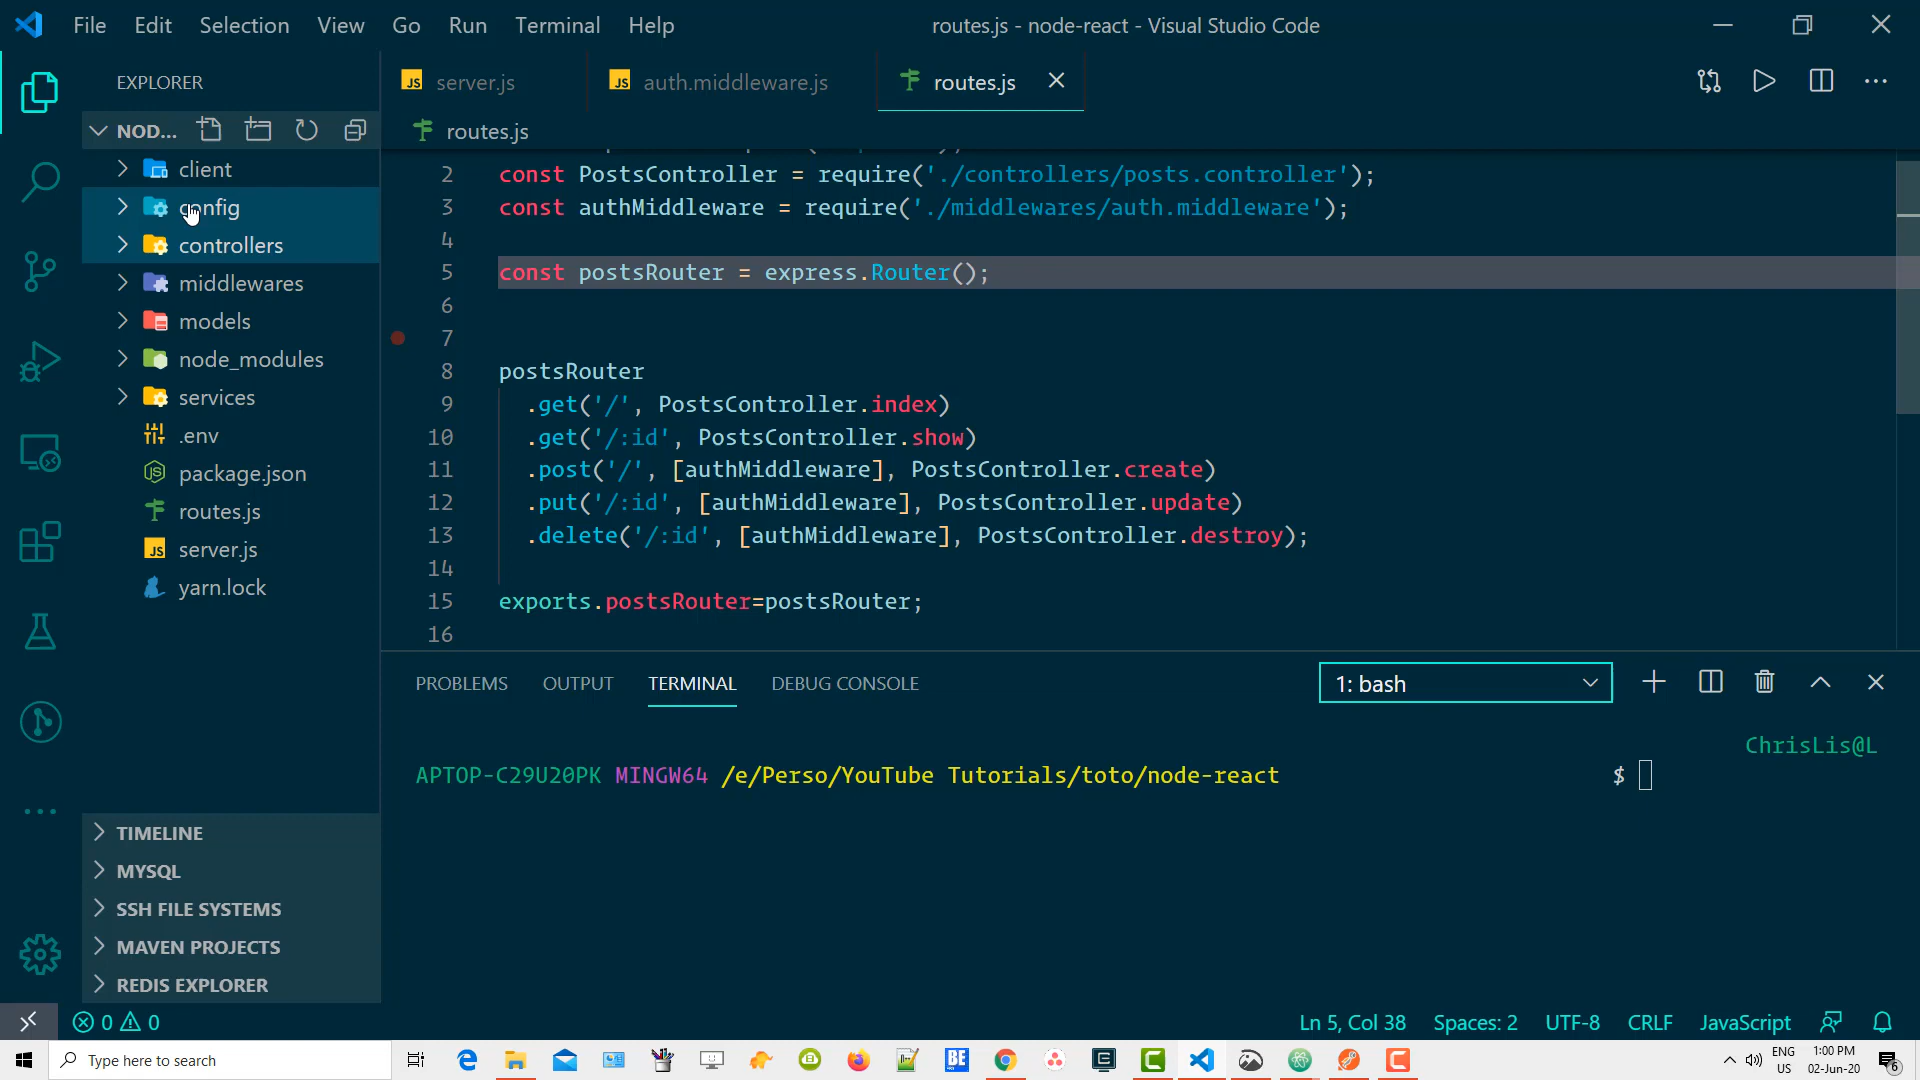 File Edit Selection View Go Run Terminal Help
routes.js - node-react - Visual Studio Code
EXPLORER
NOD...
client
config
controllers
middlewares
models
node_modules
services
.env
package.json
routes.js
server.js
yarn.lock
TIMELINE
MYSQL
SSH FILE SYSTEMS
MAVEN PROJECTS
REDIS EXPLORER
JS server.js
JS auth.middleware.js
routes.js
routes.js
2 const PostsController = require('./controllers/posts.controller');
3 const authMiddleware = require('./middlewares/auth.middleware');
4
5 const postsRouter = express.Router();
6
7
8 postsRouter
9 .get('/', PostsController.index)
10 .get('/:id', PostsController.show)
11 .post('/', [authMiddleware], PostsController.create)
12 .put('/:id', [authMiddleware], PostsController.update)
13 .delete('/:id', [authMiddleware], PostsController.destroy);
14
15 exports.postsRouter=postsRouter;
16
PROBLEMS OUTPUT TERMINAL DEBUG CONSOLE
1: bash
ChrisLis@L
APTOP-C29U20PK MINGW64 /e/Perso/YouTube Tutorials/toto/node-react $
0 0
Ln 5, Col 38 Spaces: 2 UTF-8 CRLF JavaScript
Type here to search
BE
ENG
US
1:00 PM
02-Jun-20
6